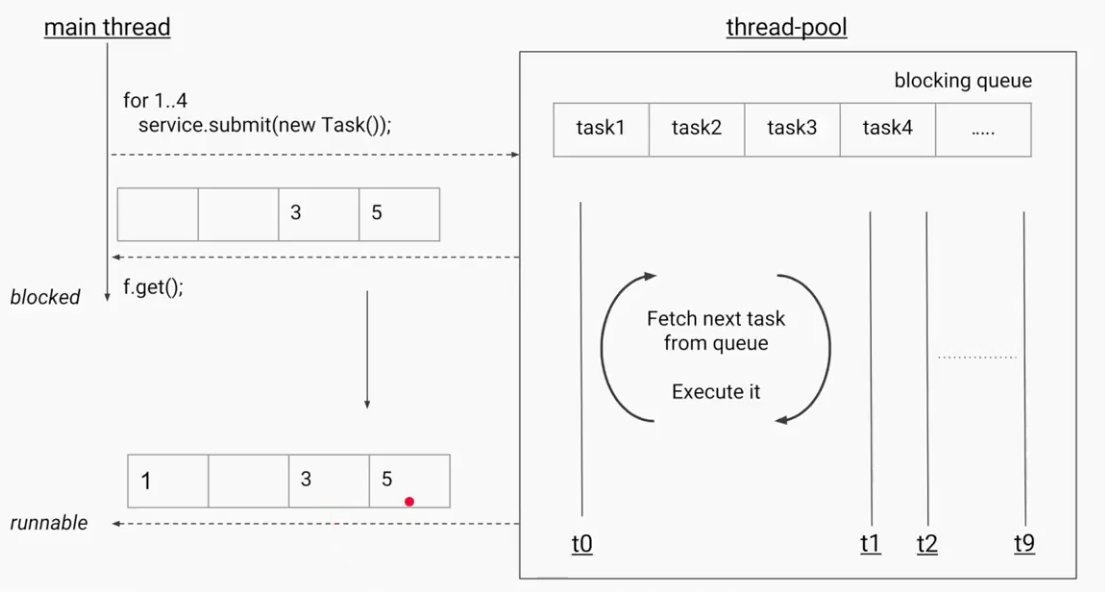 main thread
thread-pool
for 1..4
service.submit(new Task());
blocking queue
task1 task2 task3 task4 .....
3 5
blocked
f.get();
Fetch next task
from queue
Execute it
1 3 5
runnable
t0 t1 t2 t9